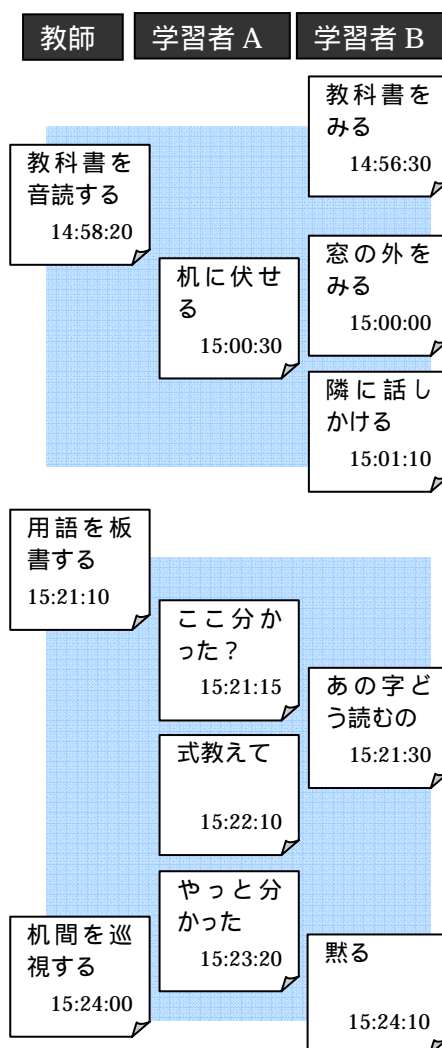 教師
学習者 A
学習者 B
教科書を
みる
14:56:30
教科書を
音読する
14:58:20
窓の外を
みる
15:00:00
机に伏せ
る
15:00:30
隣に話し
かける
15:01:10
用語を板
書する
15:21:10
ここ分か
った？
15:21:15
あの字ど
う読むの
15:21:30
式教えて
15:22:10
やっと分
かった
15:23:20
机間を巡
視する
15:24:00
黙る
15:24:10